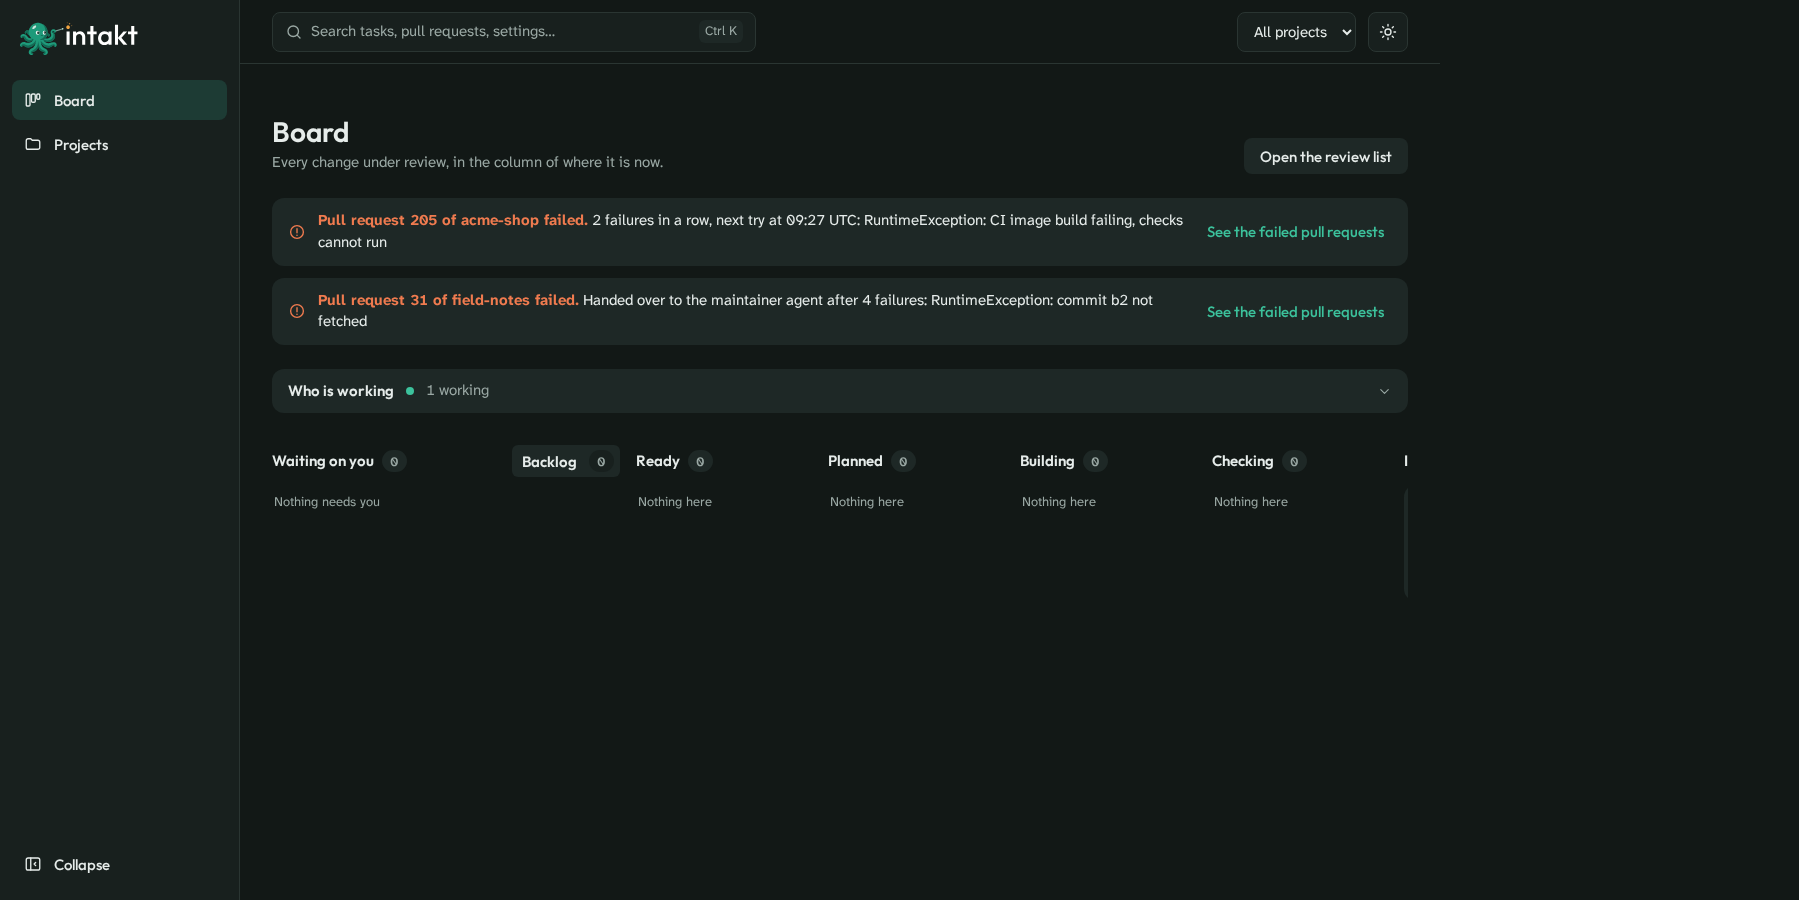 intakt
Search tasks, pull requests, settings...
Ctrl K
All projects
Board
Projects
Board
Every change under review, in the column of where it is now.
Open the review list
Pull request 205 of acme-shop failed. 2 failures in a row, next try at 09:27 UTC: RuntimeException: CI image build failing, checks
cannot run
See the failed pull requests
Pull request 31 of field-notes failed. Handed over to the maintainer agent after 4 failures: RuntimeException: commit b2 not
fetched
See the failed pull requests
Who is working 1 working
Waiting on you 0
Backlog 0
Ready 0
Planned 0
Building 0
Checking 0
Nothing needs you
Nothing here
Nothing here
Nothing here
Nothing here
Collapse